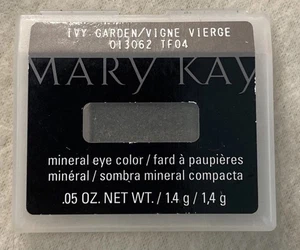 IVY GARDEN/VIGNE VIERGE
013062 TF04
MARY KAY
mineral eye color / fard à paupières
minéral / sombra mineral compacta
.05 OZ. NET WT. / 1.4 g / 1,4 g